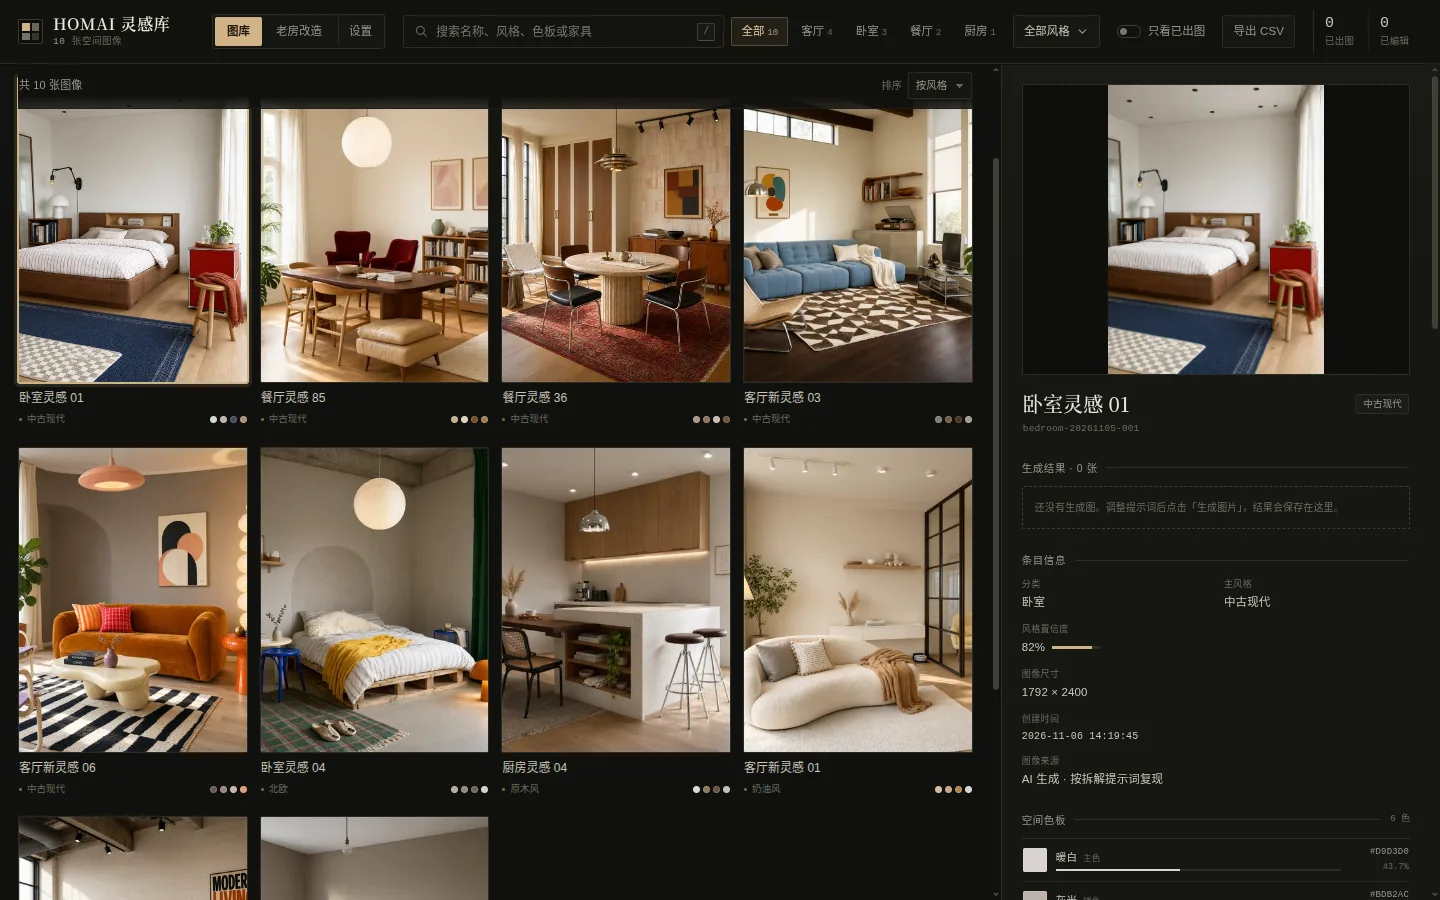 HOMAI 灵感库
10 张空间图像
图库
老房改造
设置
搜索名称、风格、色板或家具
/
全部 10
客厅 4
卧室 3
餐厅 2
厨房 1
全部风格
只看已出图
导出 CSV
0
已出图
0
已编辑
共 10 张图像
排序
按风格
卧室灵感 01
中古现代
餐厅灵感 85
中古现代
餐厅灵感 36
中古现代
客厅新灵感 03
中古现代
客厅新灵感 06
中古现代
卧室灵感 04
北欧
厨房灵感 04
原木风
客厅新灵感 01
奶油风
MODER
卧室灵感 01
中古现代
bedroom-20261105-001
生成结果 · 0 张
还没有生成图。调整提示词后点击「生成图片」，结果会保存在这里。
条目信息
分类
卧室
主风格
中古现代
风格置信度
82%
图像尺寸
1792 × 2400
创建时间
2026-11-06 14:19:45
图像来源
AI 生成 · 按拆解提示词复现
空间色板
6 色
暖白 主色
#D9D3D0
43.7%
#BDB2AC